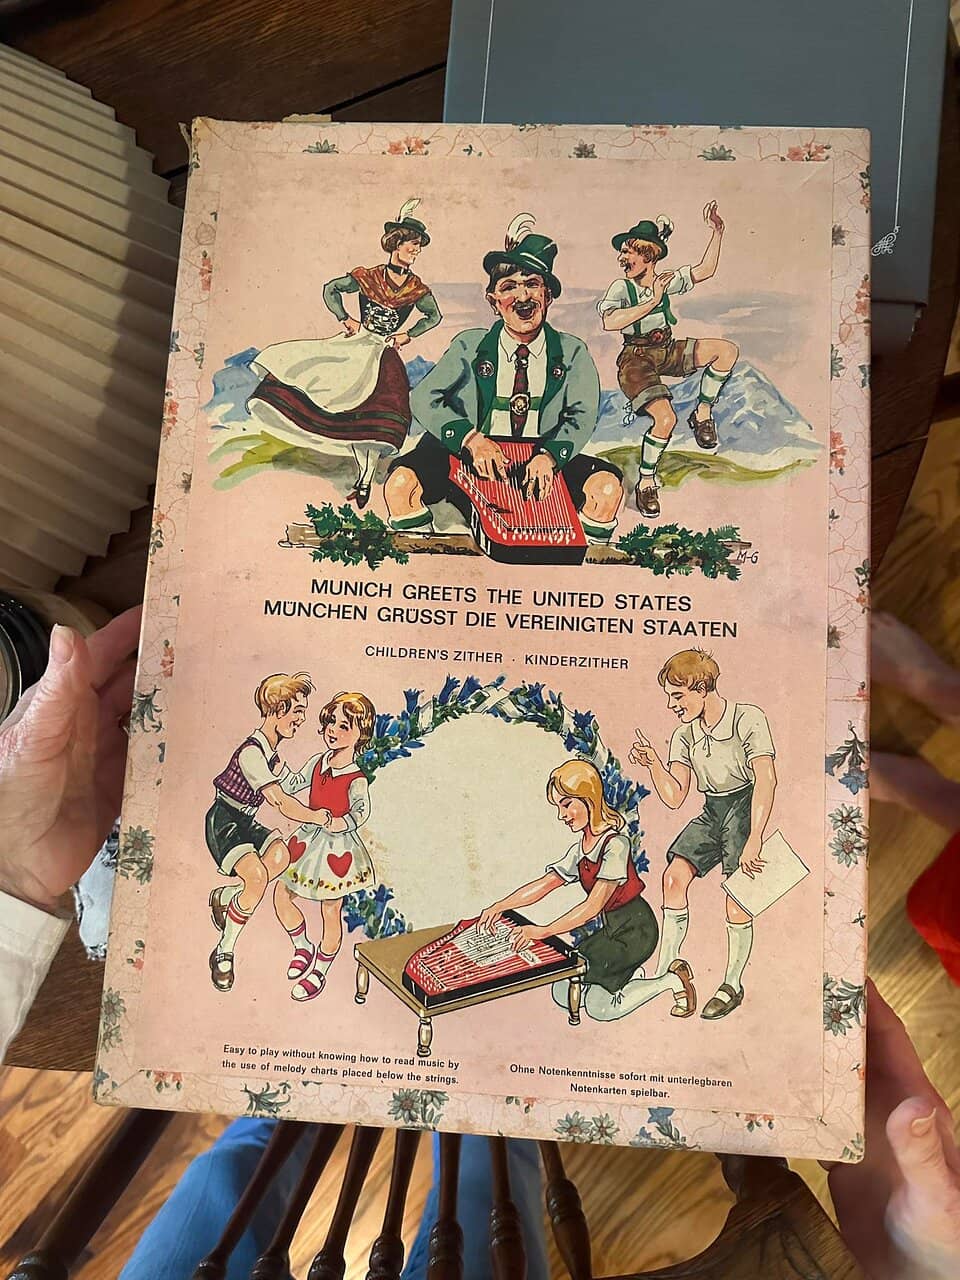 M-G
MUNICH GREETS THE UNITED STATES
MÜNCHEN GRÜSST DIE VEREINIGTEN STAATEN
CHILDREN'S ZITHER · KINDERZITHER
Easy to play without knowing how to read music by
the use of melody charts placed below the strings.
Ohne Notenkenntnisse sofort mit unterlegbaren
Notenkarten spielbar.